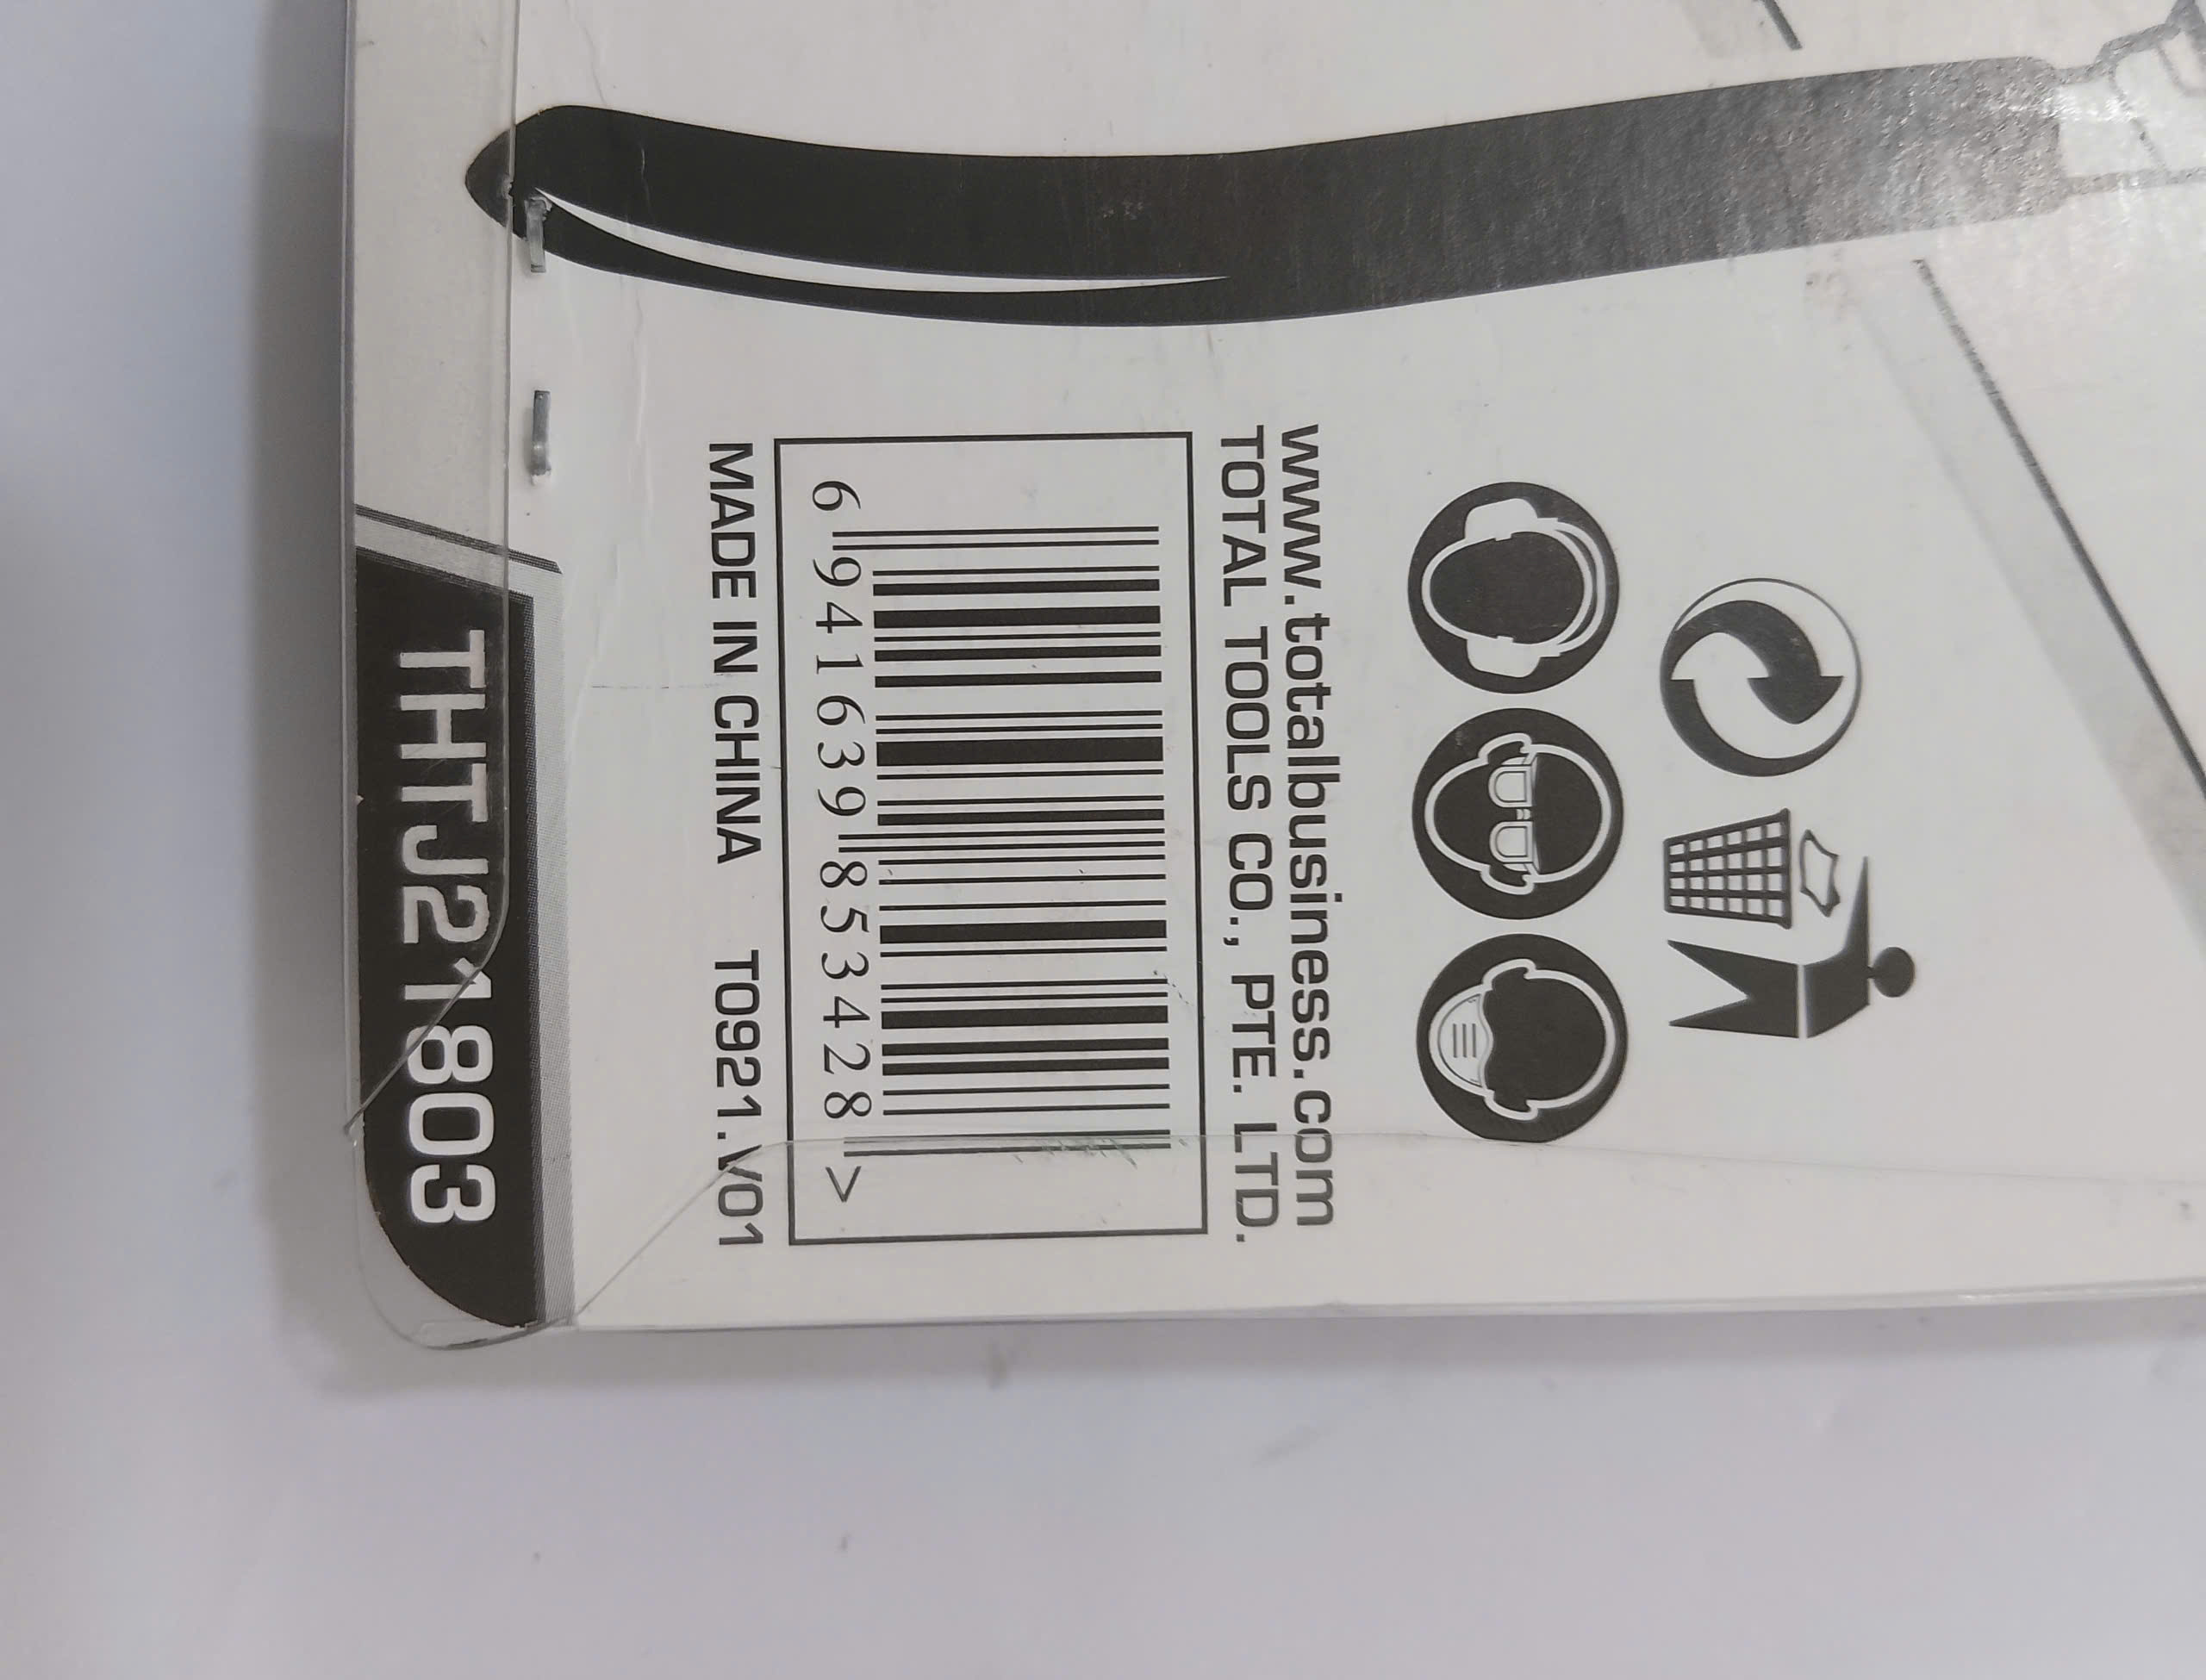 www.totalbusiness.com
TOTAL TOOLS CO., PTE. LTD.
6 941639 853428 >
MADE IN CHINA T0921.V01
THTJ21803